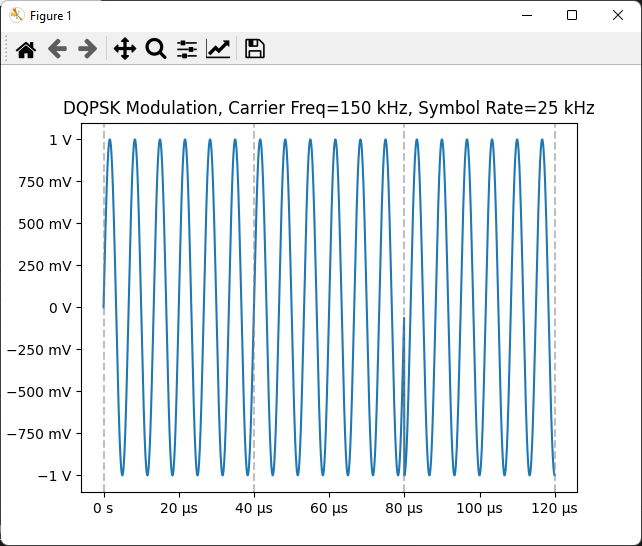 Figure 1
DQPSK Modulation, Carrier Freq=150 kHz, Symbol Rate=25 kHz
1 V
750 mV
500 mV
250 mV
0 V
−250 mV
−500 mV
−750 mV
−1 V
0 s 20 µs 40 µs 60 µs 80 µs 100 µs 120 µs